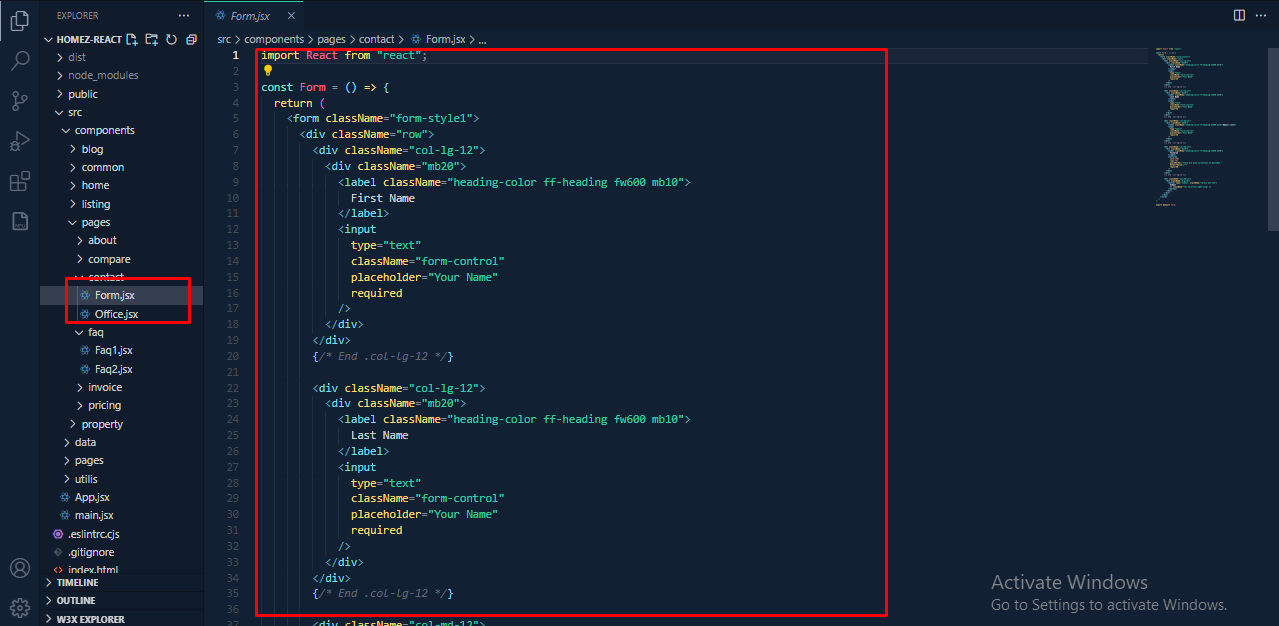 EXPLORER
HOMEZ-REACT
dist
node_modules
public
src
components
blog
common
home
listing
pages
about
compare
contact
Form.jsx
Office.jsx
faq
Faq1.jsx
Faq2.jsx
invoice
pricing
property
data
pages
utilis
App.jsx
main.jsx
.eslintrc.cjs
.gitignore
index.html
TIMELINE
OUTLINE
W3X EXPLORER
Form.jsx
src > components > pages > contact > Form.jsx > ...
1 import React from "react";
2
3 const Form = () => {
4 return (
5 <form className="form-style1">
6 <div className="row">
7 <div className="col-lg-12">
8 <div className="mb20">
9 <label className="heading-color ff-heading fw600 mb10">
10 First Name
11 </label>
12 <input
13 type="text"
14 className="form-control"
15 placeholder="Your Name"
16 required
17 />
18 </div>
19 </div>
20 {/* End .col-lg-12 */}
21
22 <div className="col-lg-12">
23 <div className="mb20">
24 <label className="heading-color ff-heading fw600 mb10">
25 Last Name
26 </label>
27 <input
28 type="text"
29 className="form-control"
30 placeholder="Your Name"
31 required
32 />
33 </div>
34 </div>
35 {/* End .col-lg-12 */}
36
37 <div className="col-md-12">
Activate Windows
Go to Settings to activate Windows.